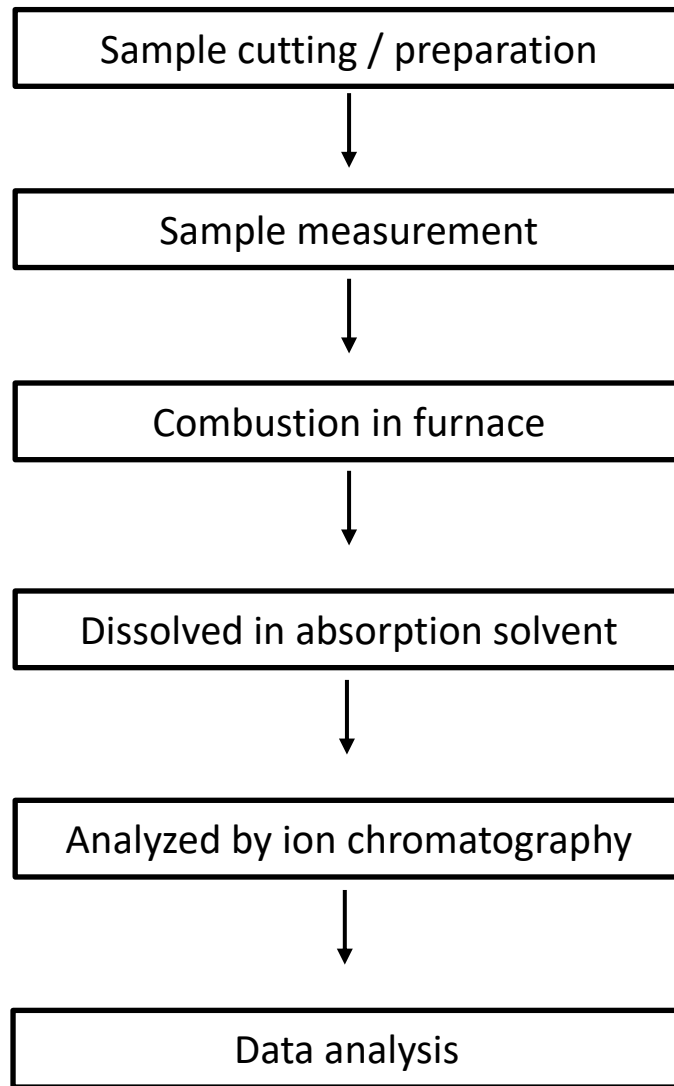 Sample cutting / preparation
Sample measurement
Combustion in furnace
Dissolved in absorption solvent
Analyzed by ion chromatography
Data analysis